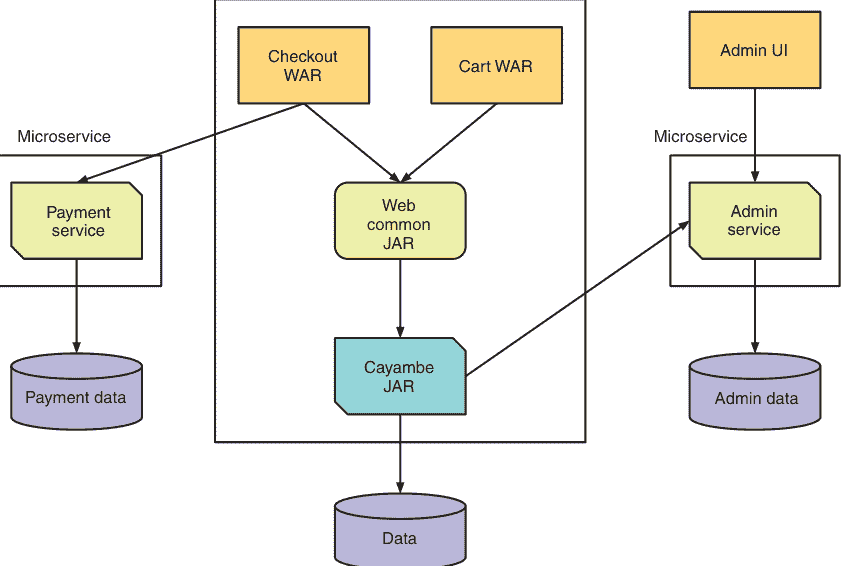 Checkout
WAR
Cart WAR
Admin UI
Microservice
Microservice
Payment
service
Web
common
JAR
Admin
service
Cayambe
JAR
Payment data
Admin data
Data